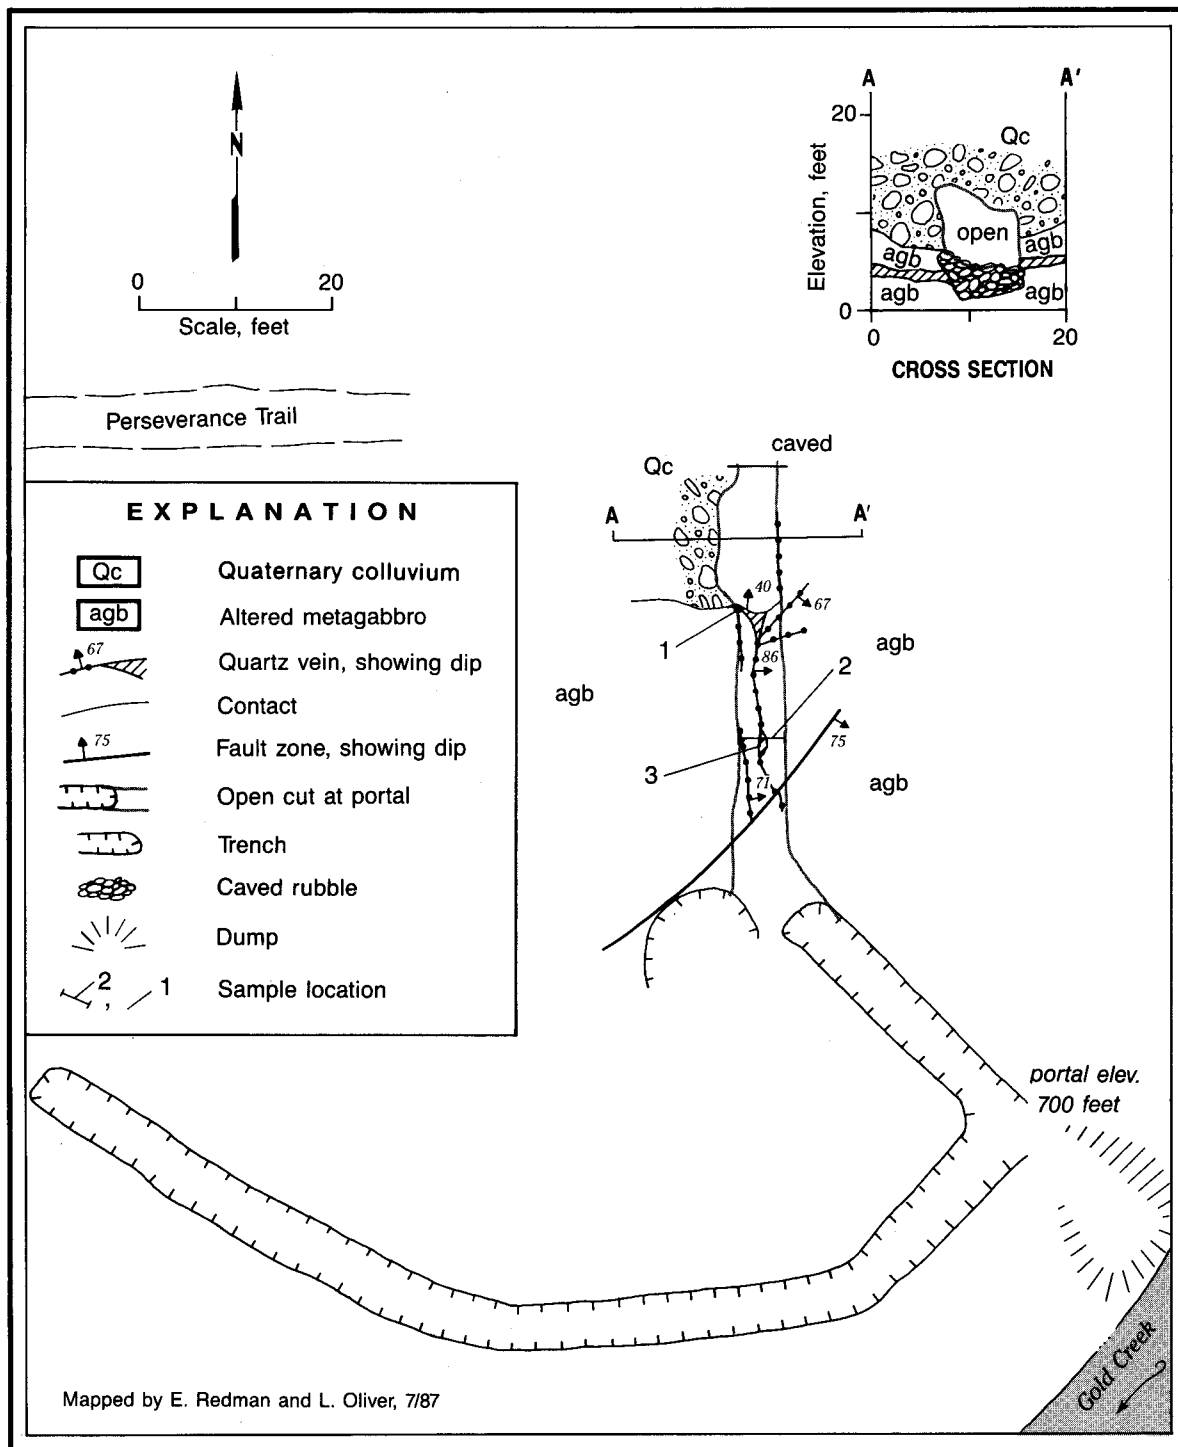 N
0 20
Scale, feet
Perseverance Trail
A A'
20
Qc
Elevation, feet
open
agb agb
agb agb
0
0 20
CROSS SECTION
EXPLANATION
Qc Quaternary colluvium
agb Altered metagabbro
67 Quartz vein, showing dip
Contact
75 Fault zone, showing dip
Open cut at portal
Trench
Caved rubble
Dump
2 , 1 Sample location
caved
Qc
A A'
40
67
1
86
agb
2
agb
75
3
71
agb
portal elev.
700 feet
Gold Creek
Mapped by E. Redman and L. Oliver, 7/87